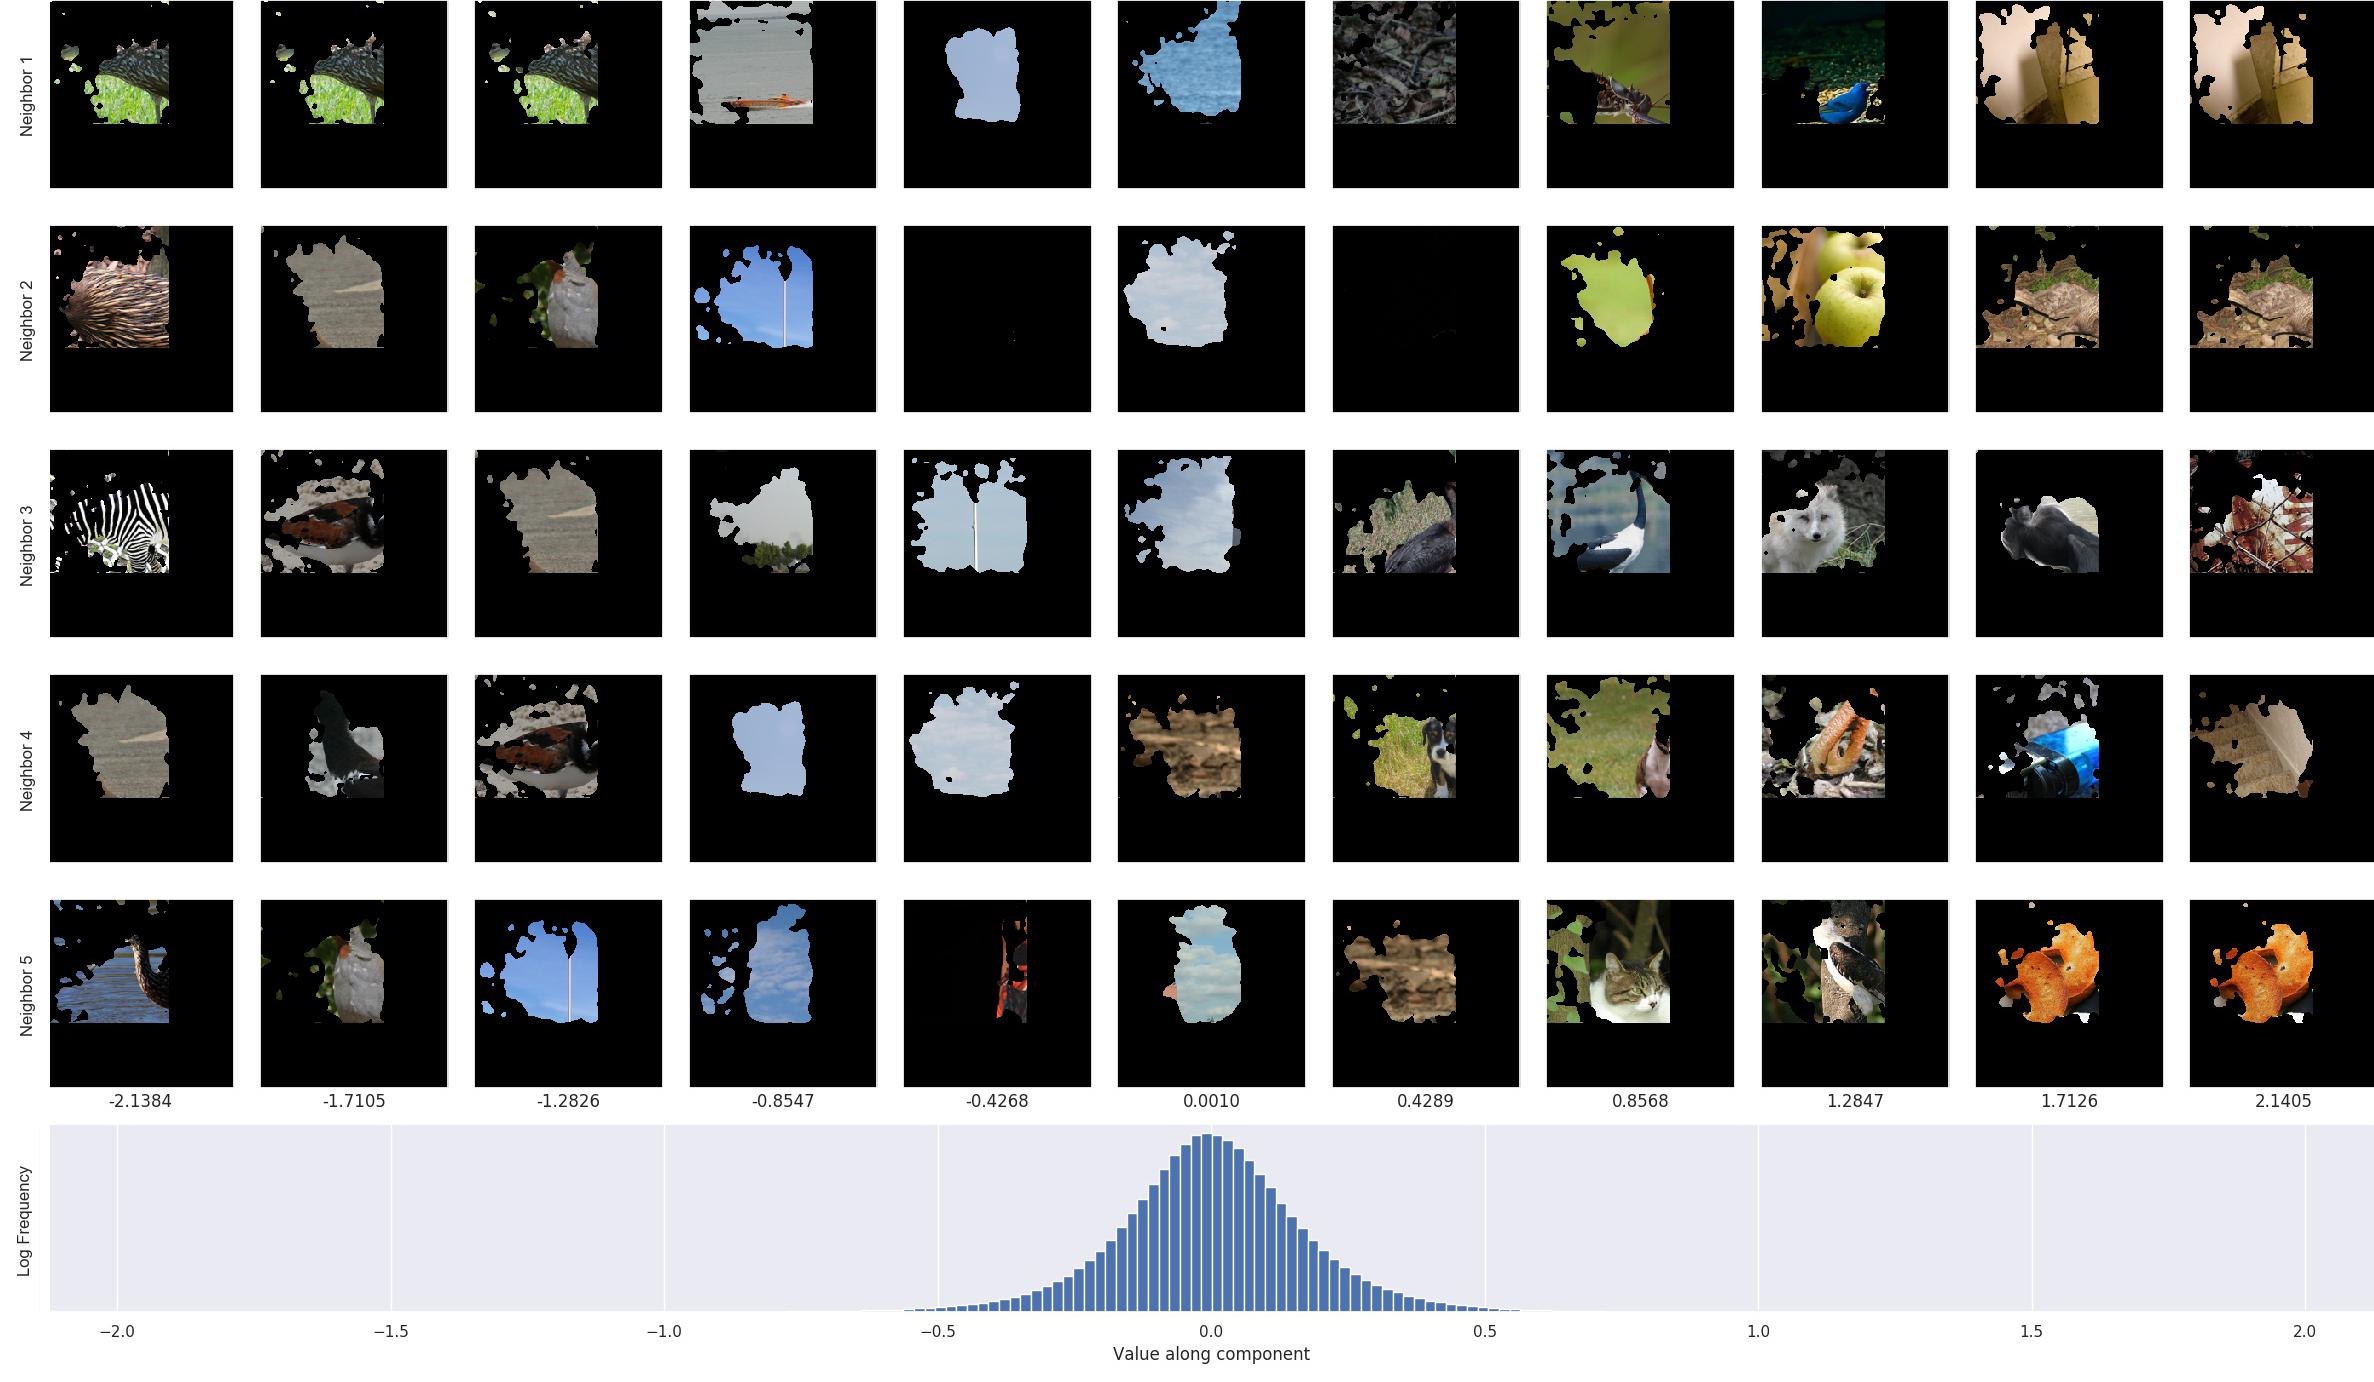 Neighbor 1
Neighbor 2
Neighbor 3
Neighbor 4
Neighbor 5
-2.1384 -1.7105 -1.2826 -0.8547 -0.4268 0.0010 0.4289 0.8568 1.2847 1.7126 2.1405
Log Frequency
−2.0 −1.5 −1.0 −0.5 0.0 0.5 1.0 1.5 2.0
Value along component